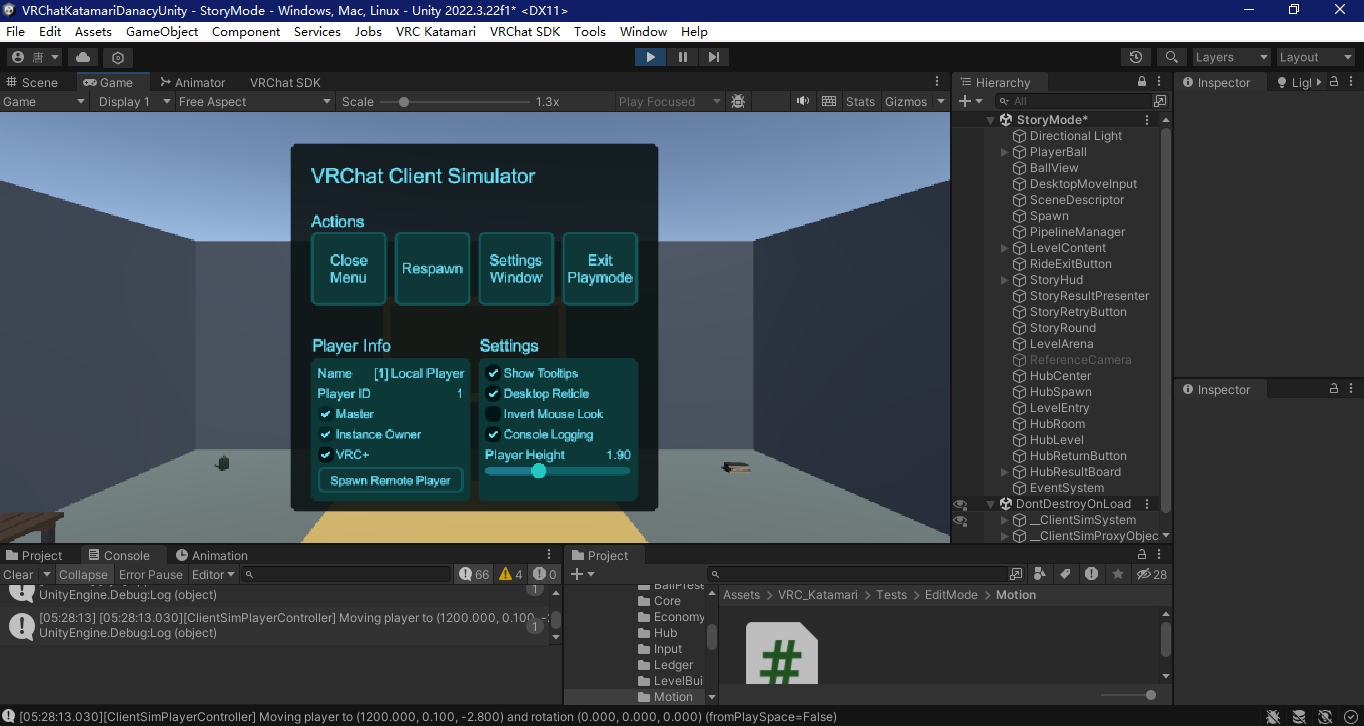 VRChatKatamariDanacyUnity - StoryMode - Windows, Mac, Linux - Unity 2022.3.22f1* <DX11>
File Edit Assets GameObject Component Services Jobs VRC Katamari VRChat SDK Tools Window Help
Layers Layout
Scene Game Animator VRChat SDK
Game Display 1 Free Aspect Scale 1.3x Play Focused Stats Gizmos
VRChat Client Simulator
Actions
Close Menu
Respawn
Settings Window
Exit Playmode
Player Info
Name [1] Local Player
Player ID 1
Master
Instance Owner
VRC+
Spawn Remote Player
Settings
Show Tooltips
Desktop Reticle
Invert Mouse Look
Console Logging
Player Height 1.90
Hierarchy
All
StoryMode*
Directional Light
PlayerBall
BallView
DesktopMoveInput
SceneDescriptor
Spawn
PipelineManager
LevelContent
RideExitButton
StoryHud
StoryResultPresenter
StoryRetryButton
StoryRound
LevelArena
ReferenceCamera
HubCenter
HubSpawn
LevelEntry
HubRoom
HubLevel
HubReturnButton
HubResultBoard
EventSystem
DontDestroyOnLoad
__ClientSimSystem
__ClientSimProxyObjec
Inspector Ligl
Inspector
Project Console Animation
Clear Collapse Error Pause Editor 66 4 0
UnityEngine.Debug:Log (object) 1
[05:28:13] [05:28:13.030][ClientSimPlayerController] Moving player to (1200.000, 0.100, -2
UnityEngine.Debug:Log (object) 1
Project
28
BallPrese
Core
Economy
Hub
Input
Ledger
LevelBui
Motion
Assets > VRC_Katamari > Tests > EditMode > Motion
#
[05:28:13.030][ClientSimPlayerController] Moving player to (1200.000, 0.100, -2.800) and rotation (0.000, 0.000, 0.000) (fromPlaySpace=False)